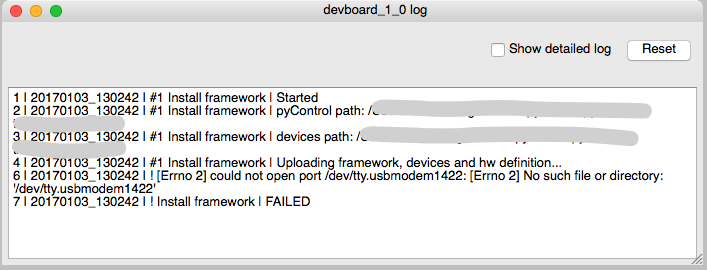 devboard_1_0 log
Show detailed log
Reset
1 | 20170103_130242 | #1 Install framework | Started
2 | 20170103_130242 | #1 Install framework | pyControl path: /
3 | 20170103_130242 | #1 Install framework | devices path: /
4 | 20170103_130242 | #1 Install framework | Uploading framework, devices and hw definition...
6 | 20170103_130242 | ! [Errno 2] could not open port /dev/tty.usbmodem1422: [Errno 2] No such file or directory:
'/dev/tty.usbmodem1422'
7 | 20170103_130242 | ! Install framework | FAILED